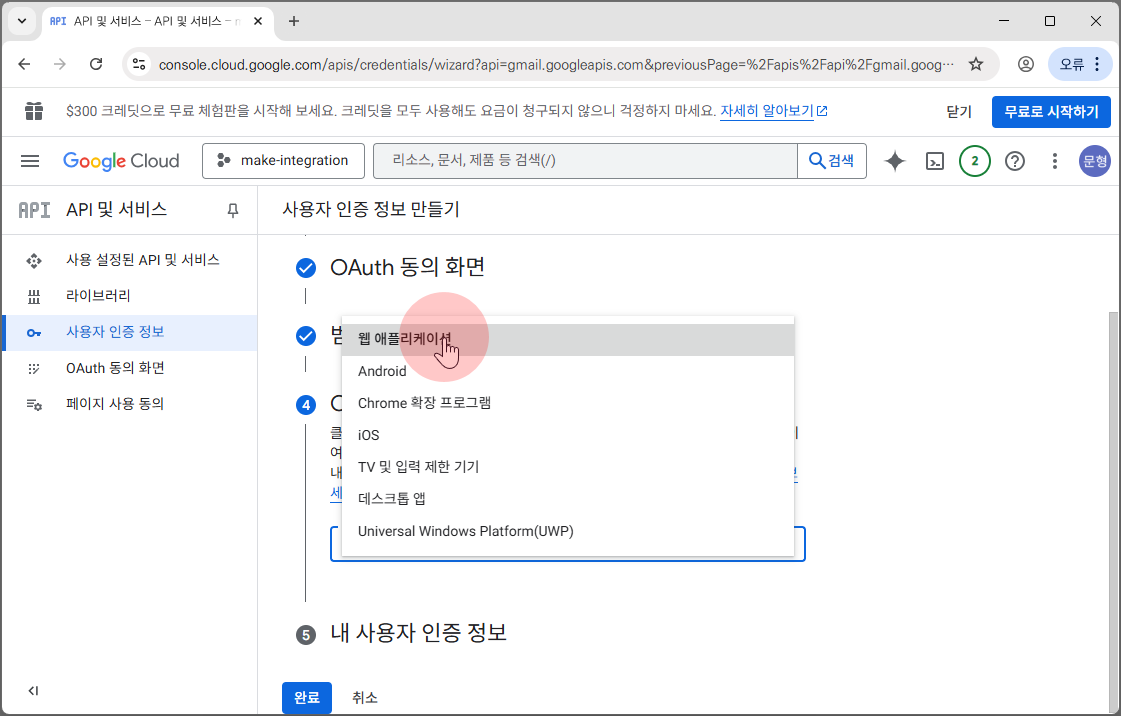 API API 및 서비스 – API 및 서비스 –
console.cloud.google.com/apis/credentials/wizard?api=gmail.googleapis.com&previousPage=%2Fapis%2Fapi%2Fgmail.goog…
오류
$300 크레딧으로 무료 체험판을 시작해 보세요. 크레딧을 모두 사용해도 요금이 청구되지 않으니 걱정하지 마세요. 자세히 알아보기
닫기
무료로 시작하기
Google Cloud
make-integration
리소스, 문서, 제품 등 검색(/)
검색
2
문형
API API 및 서비스
사용자 인증 정보 만들기
사용 설정된 API 및 서비스
라이브러리
사용자 인증 정보
OAuth 동의 화면
페이지 사용 동의
OAuth 동의 화면
웹 애플리케이션
Android
Chrome 확장 프로그램
iOS
TV 및 입력 제한 기기
데스크톱 앱
Universal Windows Platform(UWP)
4
5 내 사용자 인증 정보
완료
취소